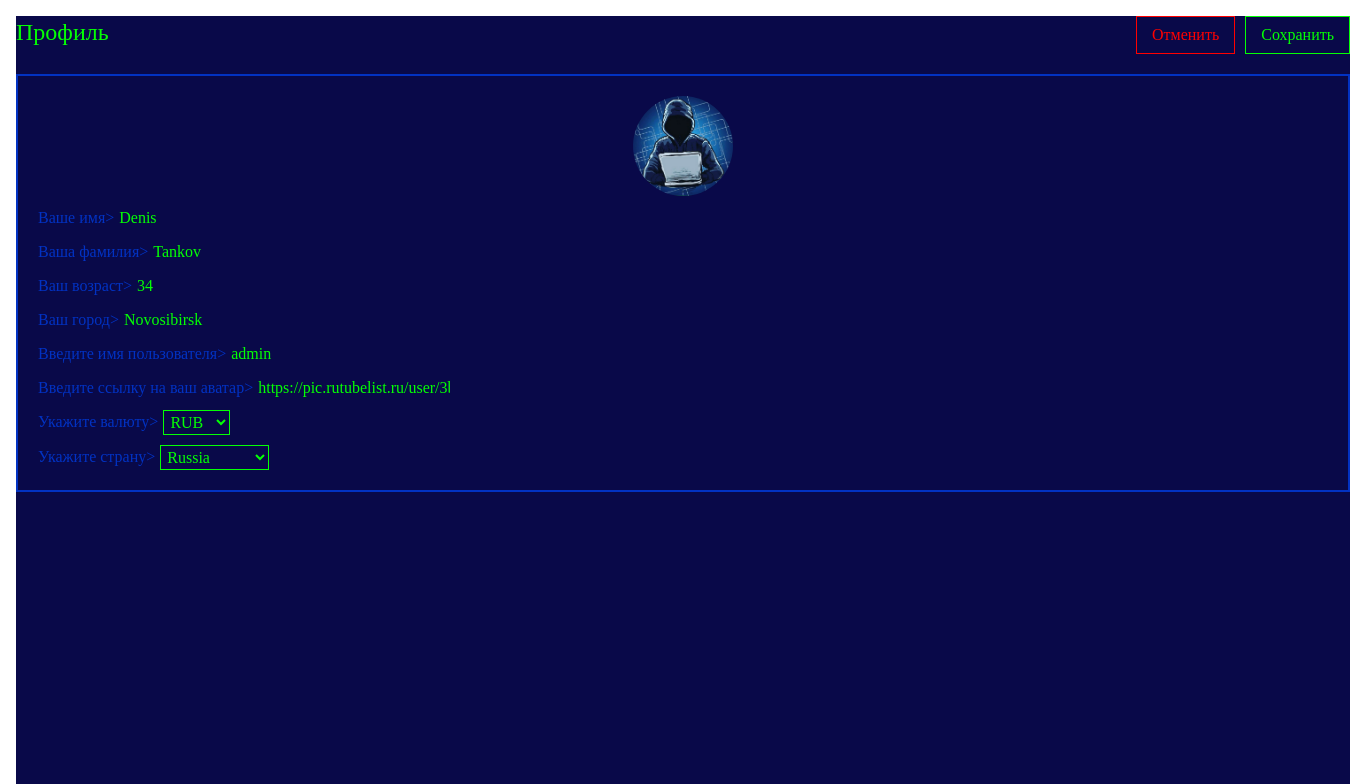 Профиль
Отменить
Сохранить
Ваше имя> Denis
Ваша фамилия> Tankov
Ваш возраст> 34
Ваш город> Novosibirsk
Введите имя пользователя> admin
Введите ссылку на ваш аватар> https://pic.rutubelist.ru/user/3
Укажите валюту> RUB
Укажите страну> Russia